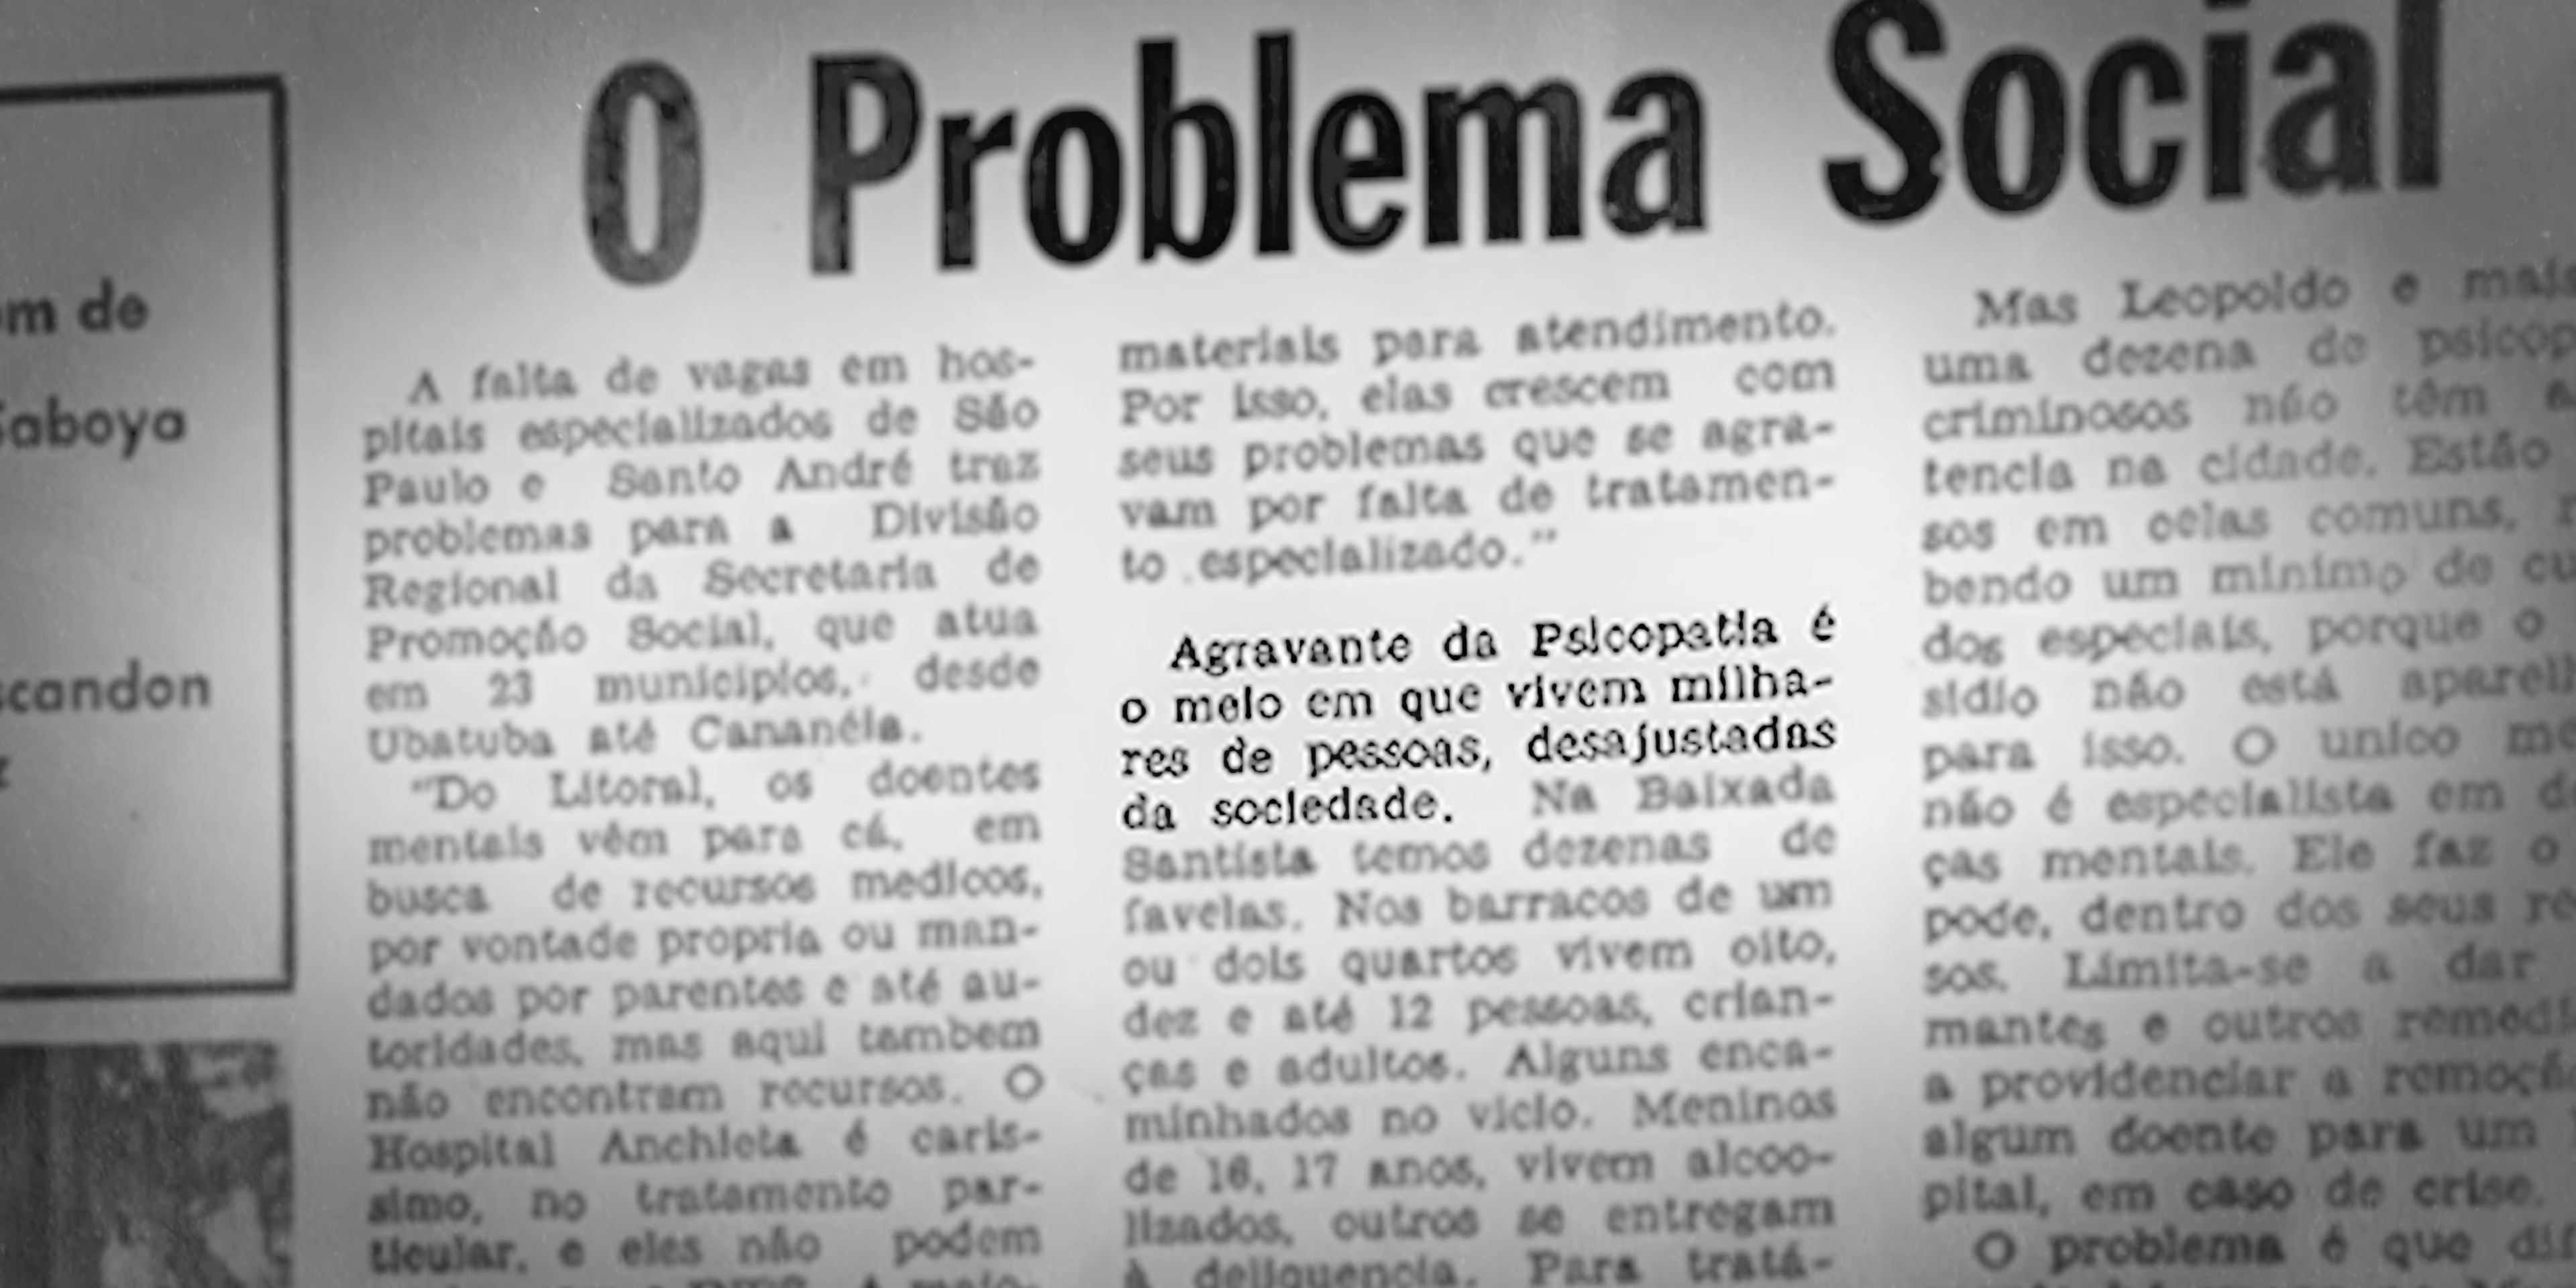 m de
Saboya
scandon
z
O Problema Social
A falta de vagas em hos-
pitais especializados de São
Paulo e Santo André traz
problemas para a Divisão
Regional da Secretaria de
Promoção Social, que atua
em 23 municipios, desde
Ubatuba até Cananéia.
"Do Litoral, os doentes
mentais vêm para cá, em
busca de recursos medicos,
por vontade propria ou man-
dados por parentes e até au-
toridades, mas aqui tambem
não encontram recursos. O
Hospital Anchieta é caris-
simo, no tratamento par-
ticular, e eles não podem
materiais para atendimento.
Por isso, elas crescem com
seus problemas que se agra-
vam por falta de tratamen-
to especializado."
Agravante da Psicopatia é
o meio em que vivem milha-
res de pessoas, desajustadas
da sociedade. Na Baixada
Santista temos dezenas de
favelas. Nos barracos de um
ou dois quartos vivem oito,
dez e até 12 pessoas, crian-
ças e adultos. Alguns enca-
minhados no vicio. Meninos
de 16, 17 anos, vivem alcoo-
lizados, outros se entregam
à deliquencia. Para tratá-
Mas Leopoldo e mais
uma dezena de psicop
criminosos não têm as
tencia na cidade. Estão
sos em celas comuns,
bendo um minimo de cu
dos especiais, porque o
sidio não está aparelh
para isso. O unico mé
não é especialista em d
ças mentais. Ele faz o
pode, dentro dos seus re
sos. Limita-se a dar
mantes e outros remedi
a providenciar a remoçã
algum doente para um
pital, em caso de crise.
O problema é que dif